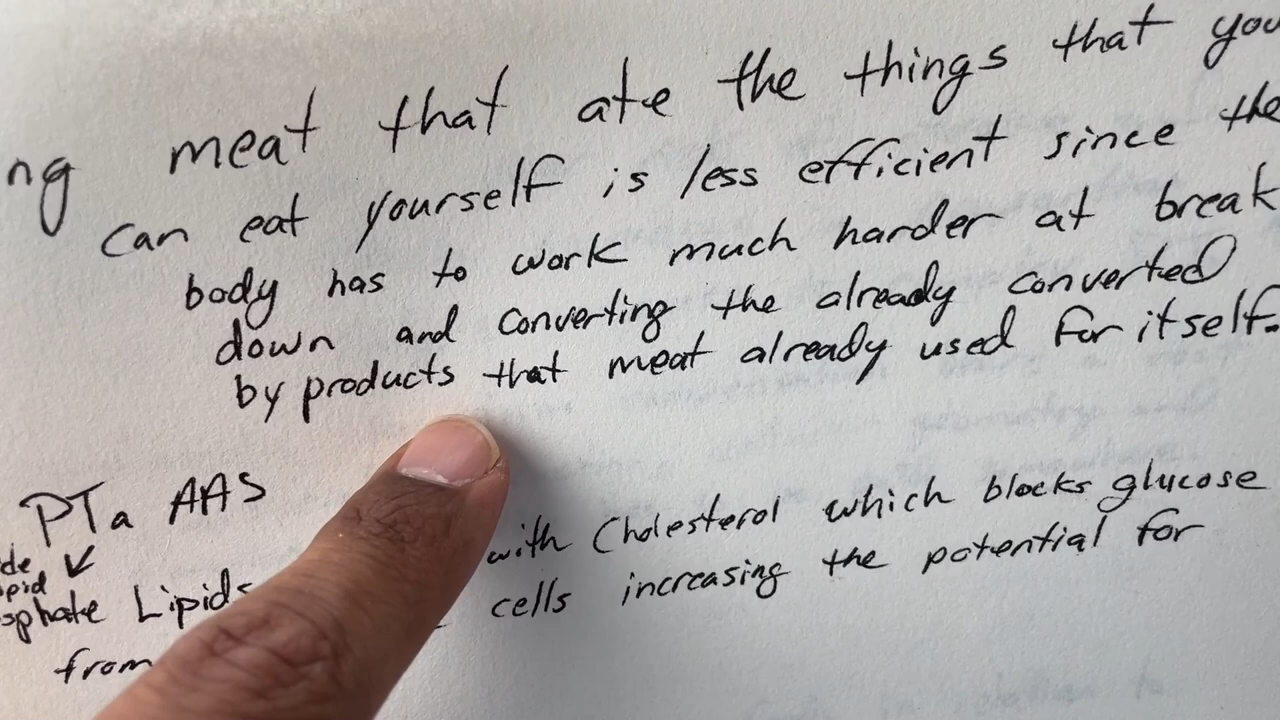 ng meat that ate the things that you
can eat yourself is less efficient since the
body has to work much harder at break
down and converting the already converted
by products that meat already used for itself.
PTa AAS
with Cholesterol which blocks glucose
de
pid
sphate Lipids cells increasing the potential for
from